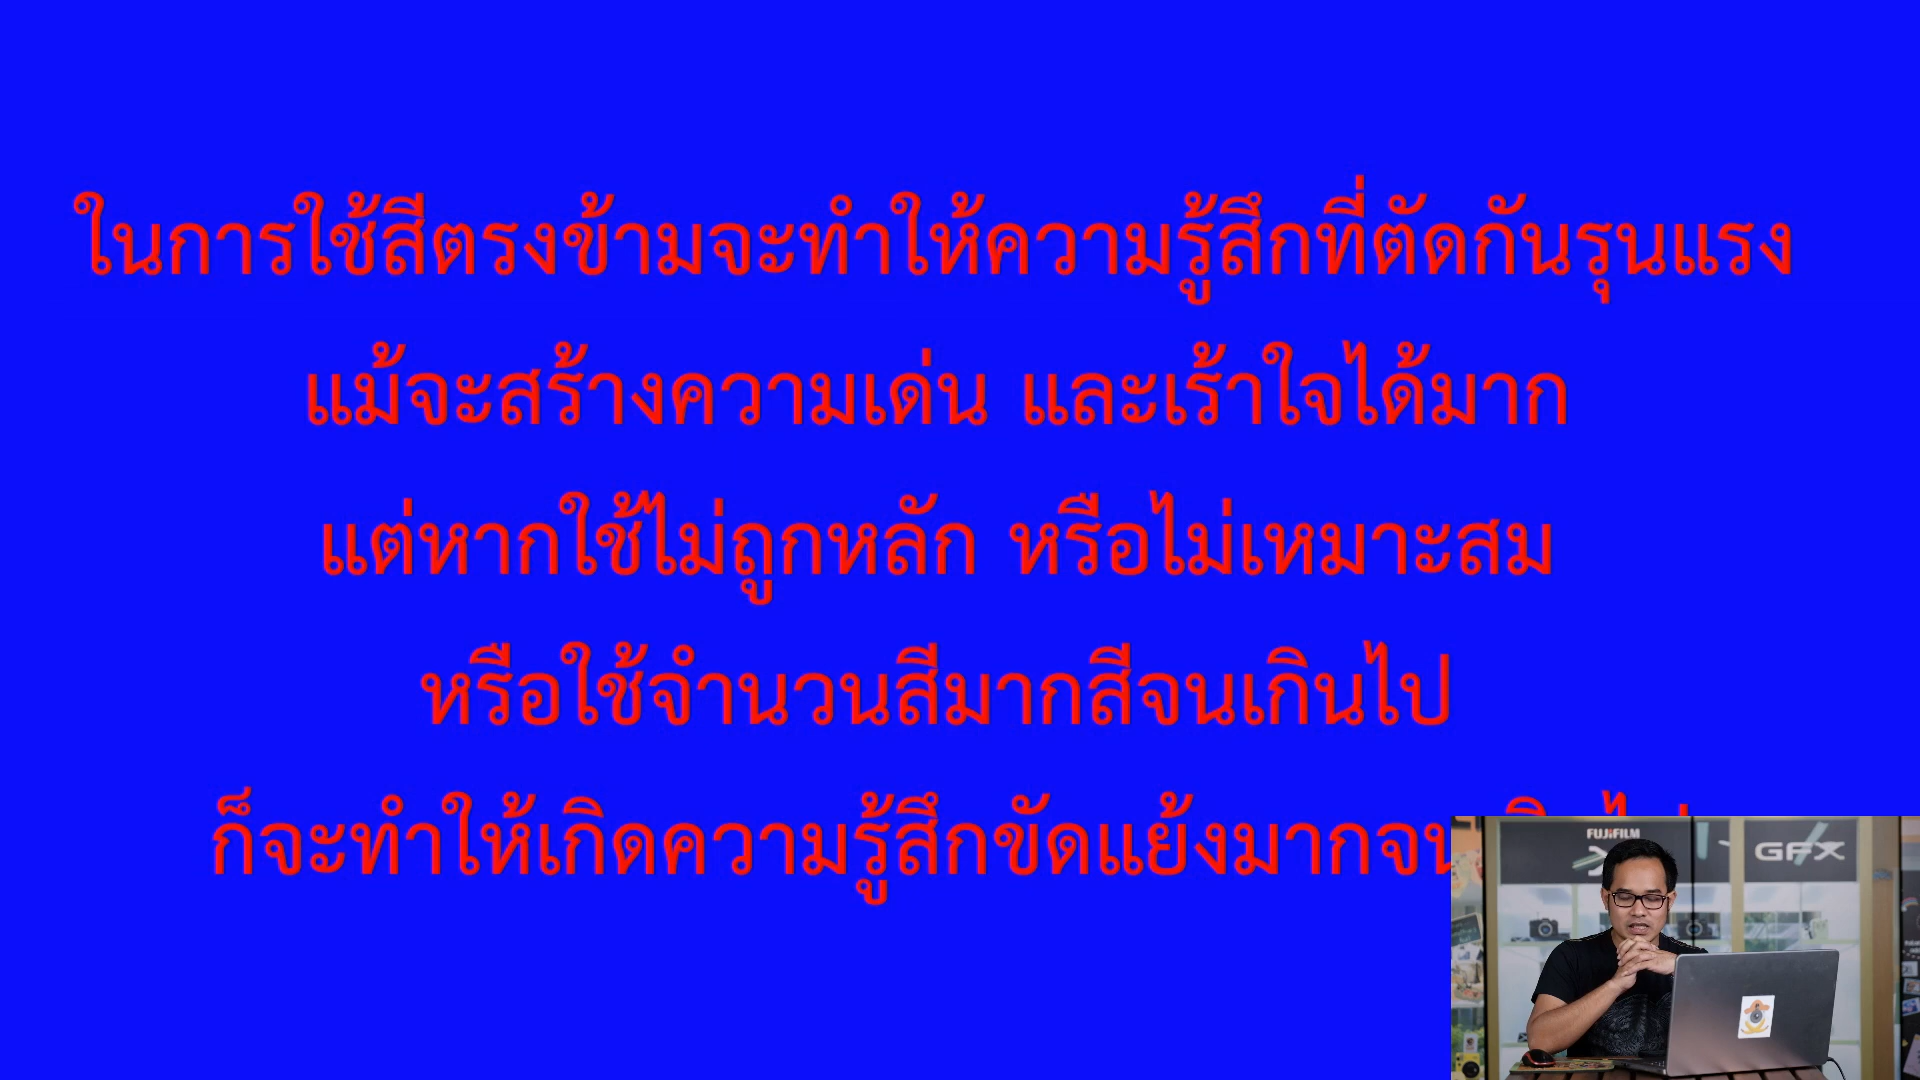 ในการใช้สีตรงข้ามจะทำให้ความรู้สึกที่ตัดกันรุนแรง
แม้จะสร้างความเด่น และเร้าใจได้มาก
แต่หากใช้ไม่ถูกหลัก หรือไม่เหมาะสม
หรือใช้จำนวนสีมากสีจนเกินไป
ก็จะทำให้เกิดความรู้สึกขัดแย้งมากจน
FUJIFILM
GFX